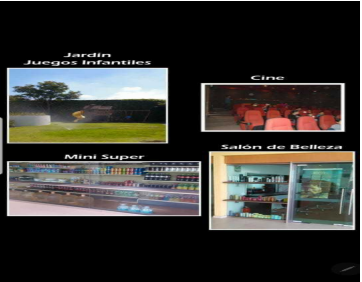 Jardín
Juegos Infantiles
Cine
Mini Super
Salón de Belleza